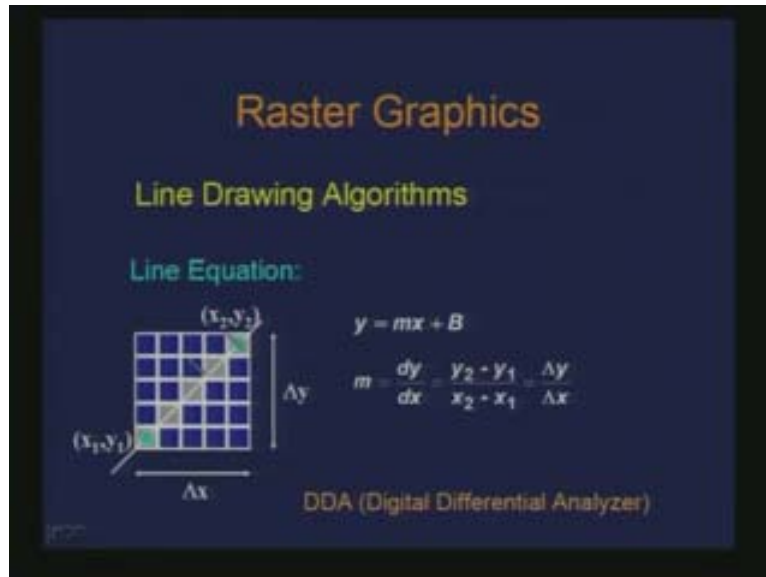 Raster Graphics
Line Drawing Algorithms
Line Equation:
(x₂,y₂)
y = mx + B
m = dy/dx = y₂ - y₁/x₂ - x₁ = Δy/Δx
Δy
(x₁,y₁)
Δx
DDA (Digital Differential Analyzer)